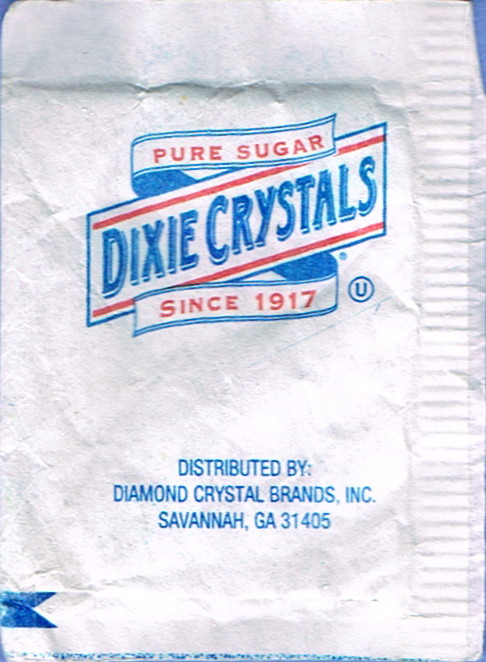 PURE SUGAR
DIXIE CRYSTALS
®
SINCE 1917
U
DISTRIBUTED BY:
DIAMOND CRYSTAL BRANDS, INC.
SAVANNAH, GA 31405